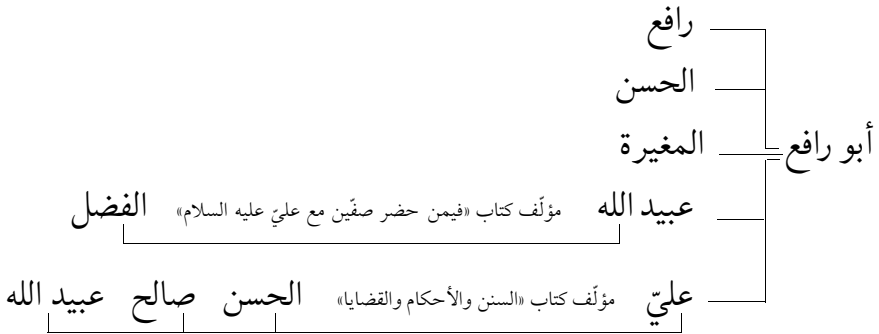 رافع
الحسن
أبو رافع المغيرة
عبيد الله مؤلّف كتاب «فيمن حضر صفّين مع عليّ عليه السلام» الفضل
عليّ مؤلّف كتاب «السنن والأحكام والقضايا» الحسن صالح عبيد الله